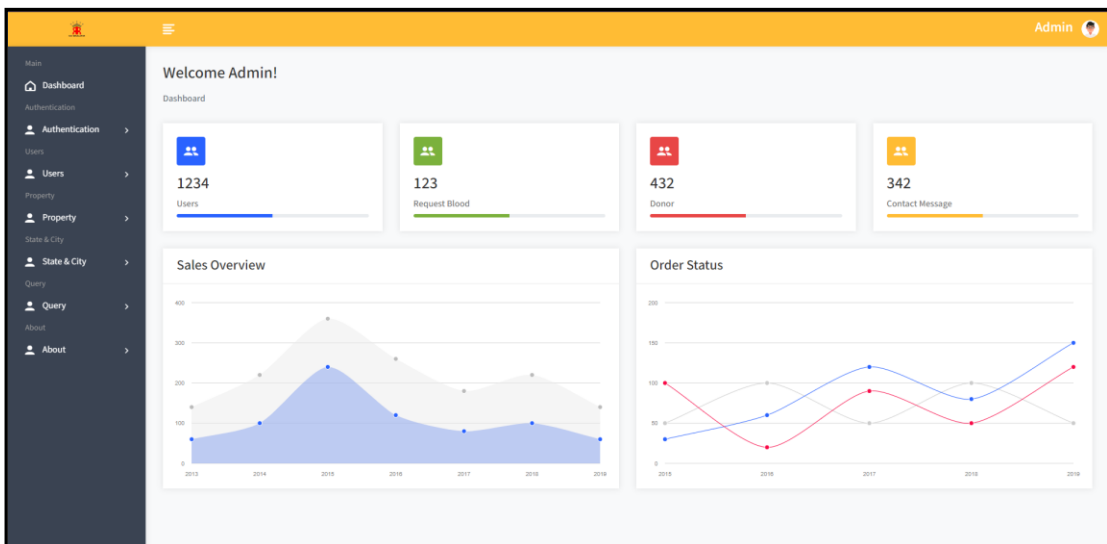 Admin
Main
Dashboard
Authentication
Authentication
Users
Users
Property
Property
State & City
State & City
Query
Query
About
About
Welcome Admin!
Dashboard
1234
Users
123
Request Blood
432
Donor
342
Contact Message
Sales Overview
400
300
200
100
0
2013 2014 2015 2016 2017 2018 2019
Order Status
200
150
100
50
0
2015 2016 2017 2018 2019